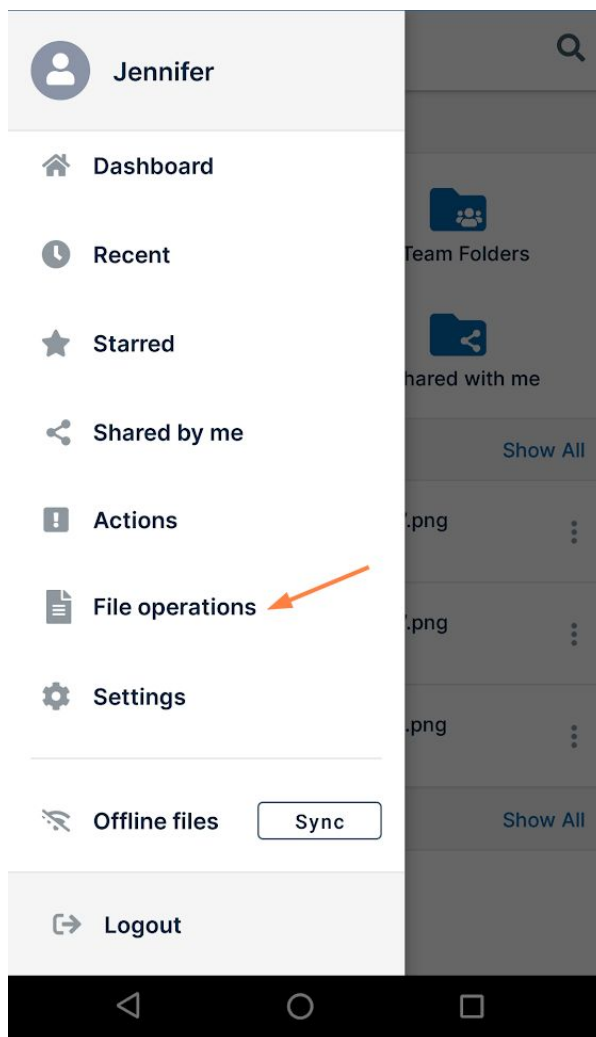 Jennifer
Dashboard
Recent
Team Folders
Starred
hared with me
Shared by me
Show All
Actions
.png
File operations
.png
Settings
.png
Offline files
Sync
Show All
Logout